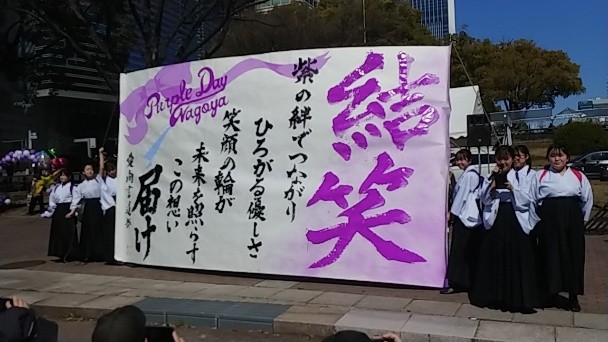 結笑
紫の絆でつながり
ひろがる優しさ
笑顔の輪が
未来を照らす
この想い
届け
Purple Day
Nagoya